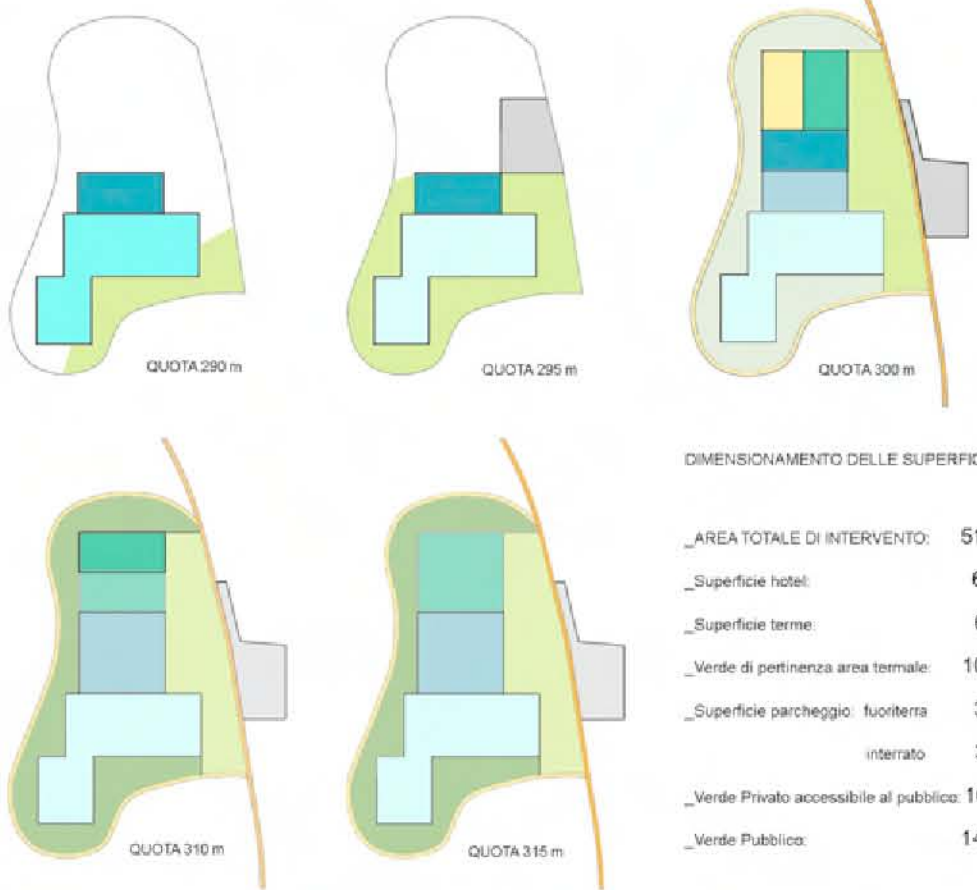 QUOTA 290 m
QUOTA 295 m
QUOTA 300 m
DIMENSIONAMENTO DELLE
_AREA TOTALE DI INTERVENTO:
_Superficie hotel:
_Superficie terme:
_Verde di pertinenza area termale:
_Superficie parcheggio: fuoriterra
interrato
_Verde Privato accessibile al pubblico:
_Verde Pubblico:
QUOTA 310 m
QUOTA 315 m